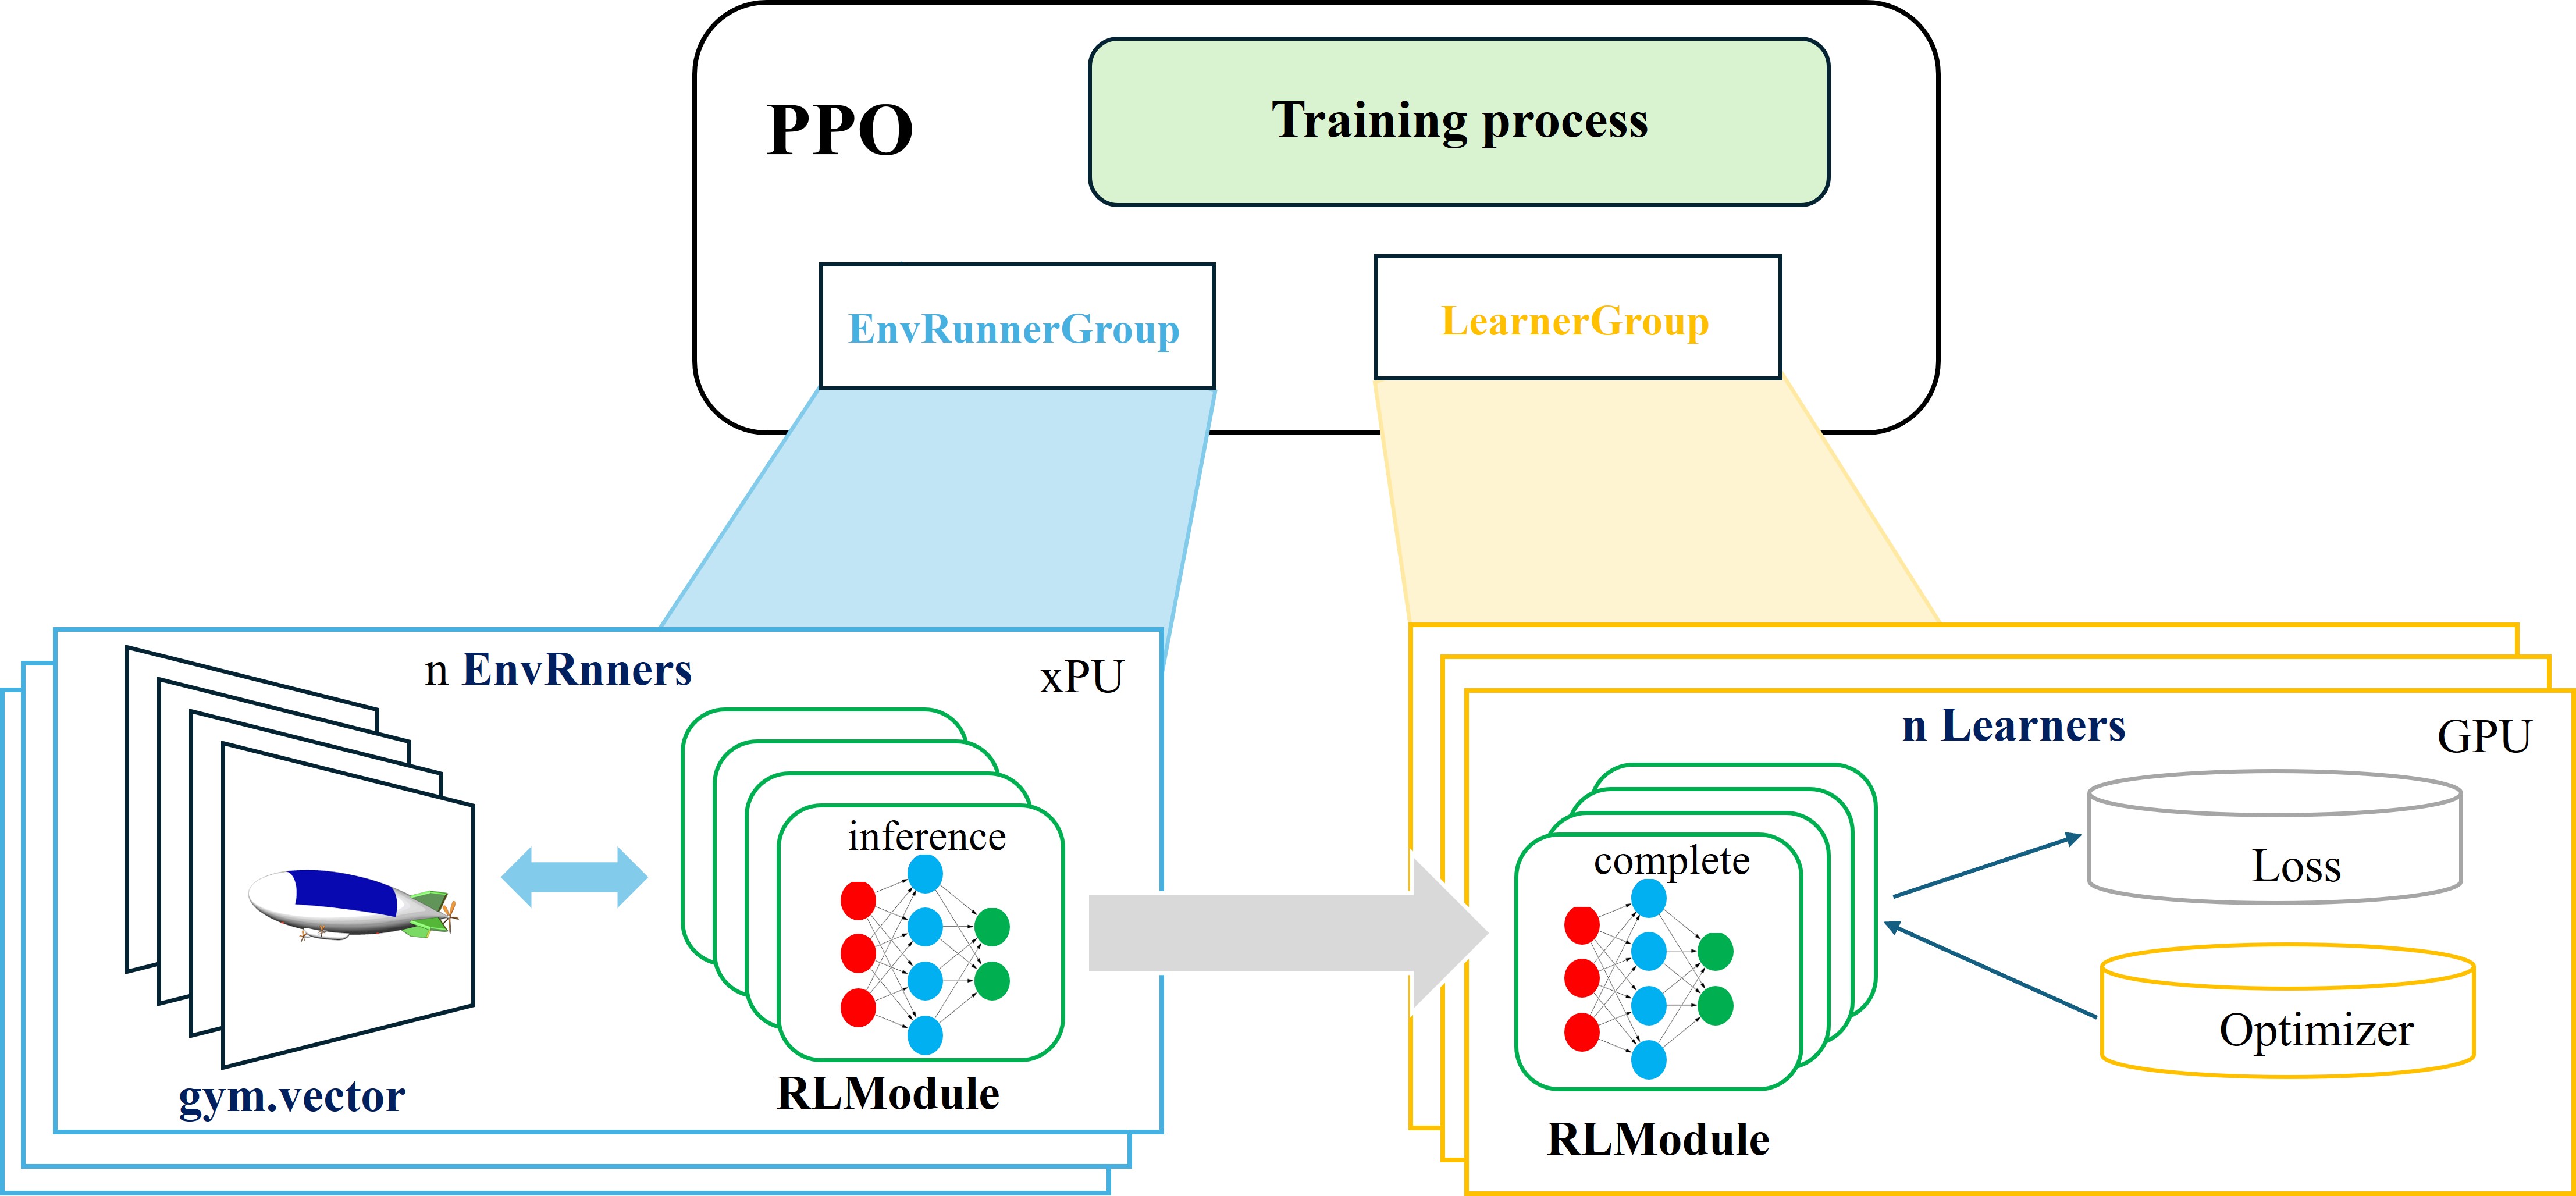 PPO
Training process
EnvRunnerGroup
LearnerGroup
n EnvRnners
xPU
inference
gym.vector
RLModule
n Learners
GPU
complete
Loss
Optimizer
RLModule